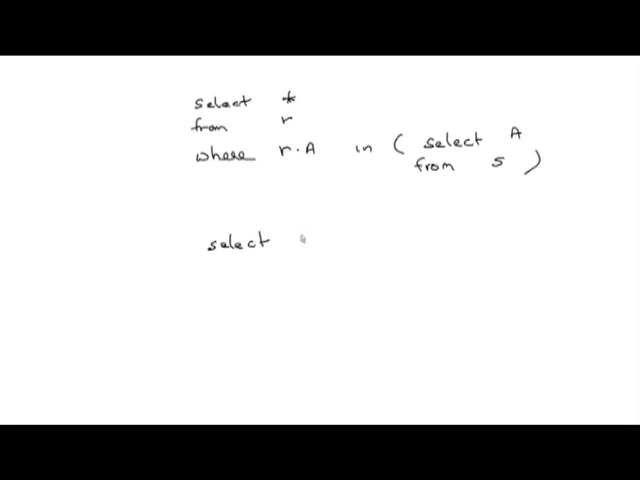 select *
from r
where r.A in ( select A
from s )
select